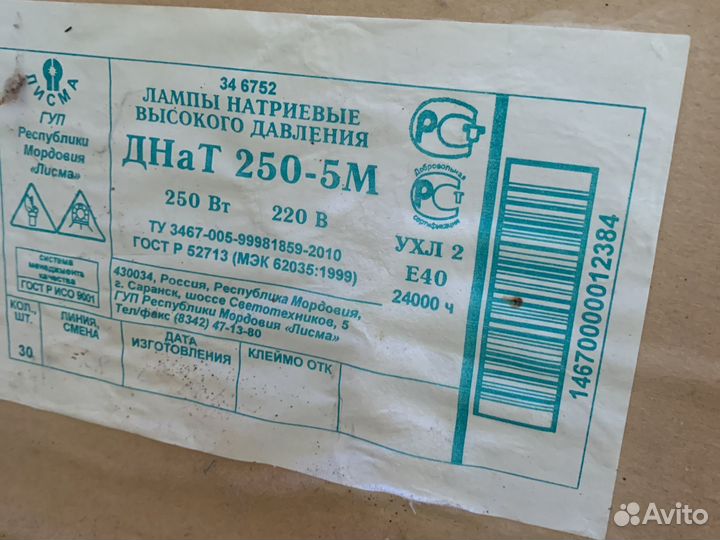 ЛИСМА
ГУП
Республики
Мордовия
«Лисма»
система
менеджмента
качества
ГОСТ Р ИСО 9001
34 6752
ЛАМПЫ НАТРИЕВЫЕ
ВЫСОКОГО ДАВЛЕНИЯ
ДНаТ 250-5М
250 Вт 220 В
ТУ 3467-005-99981859-2010
ГОСТ Р 52713 (МЭК 62035:1999)
430034, Россия, Республика Мордовия,
г. Саранск, шоссе Светотехников, 5
ГУП Республики Мордовия «Лисма»
Тел/факс (8342) 47-13-80
РСт
Добровольная
РСт
сертификация
УХЛ 2
Е40
24000 ч
14670000012384
КОЛ., ШТ.
ЛИНИЯ, СМЕНА
ДАТА ИЗГОТОВЛЕНИЯ
КЛЕЙМО ОТК
30
Avito